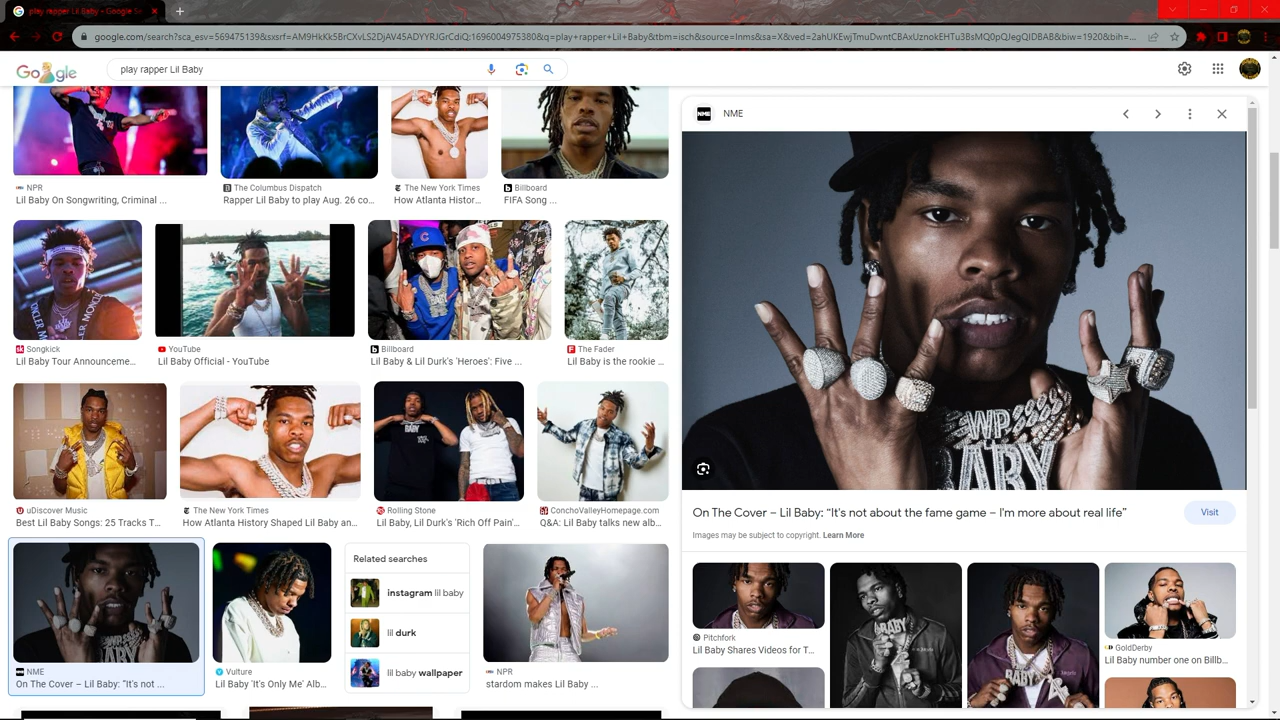 play rapper Lil Baby - Google Se
google.com/search?sca_esv=569475139&sxsrf=AM9HkKk5BrCXvLS2DjAV45ADYYRJGrCdiQ:1696004975380&q=play+rapper+Lil+Baby&tbm=isch&source=lnms&sa=X&ved=2ahUKEwjTmuDwntCBAxUznokEHTu3BsMQ0pQJegQIDBAB&biw=1920&bih=...
Google
play rapper Lil Baby
NPR
Lil Baby On Songwriting, Criminal ...
The Columbus Dispatch
Rapper Lil Baby to play Aug. 26 co...
The New York Times
How Atlanta Histor...
Billboard
FIFA Song ...
Songkick
Lil Baby Tour Announceme...
YouTube
Lil Baby Official - YouTube
Billboard
Lil Baby & Lil Durk's 'Heroes': Five ...
The Fader
Lil Baby is the rookie ...
uDiscover Music
Best Lil Baby Songs: 25 Tracks T...
The New York Times
How Atlanta History Shaped Lil Baby an...
Rolling Stone
Lil Baby, Lil Durk's 'Rich Off Pain'...
ConchoValleyHomepage.com
Q&A: Lil Baby talks new alb...
NME
On The Cover – Lil Baby: "It's not ...
Vulture
Lil Baby 'It's Only Me' Alb...
Related searches
instagram lil baby
lil durk
lil baby wallpaper
NPR
stardom makes Lil Baby ...
NME
NME
WP
BABY
On The Cover – Lil Baby: “It's not about the fame game – I'm more about real life”
Visit
Images may be subject to copyright. Learn More
Pitchfork
Lil Baby Shares Videos for T...
BABY
BABY
GoldDerby
Lil Baby number one on Billb...